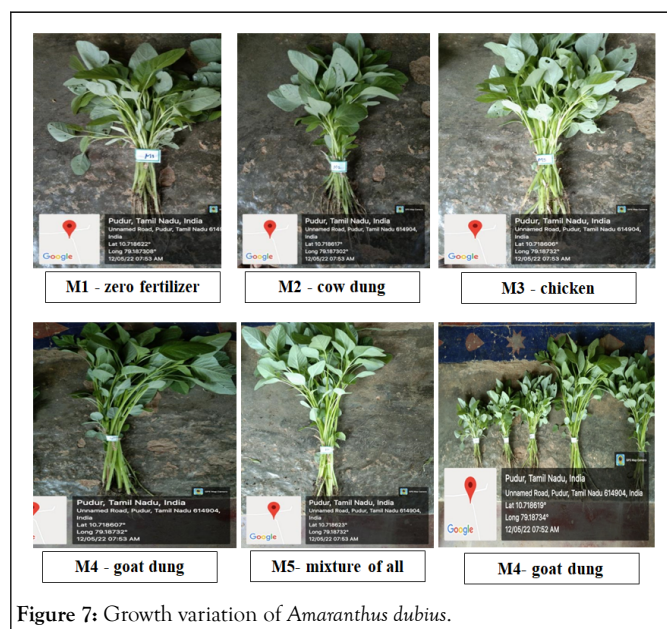 Pudur, Tamil Nadu, India
Unnamed Road, Pudur, Tamil Nadu
India
Lat 10.718622°
Long 79.187308°
12/05/22 07:53 AM
Google
M1 - zero fertilizer
Pudur, Tamil Nadu, India
Unnamed Road, Pudur, Tamil Nadu 614904,
India
Lat 10.718617°
Long 79.187302°
12/05/22 07:53 AM
Google
M2 - cow dung
Pudur, Tamil Nadu, India
Unnamed Road, Pudur, Tamil Nadu 614904,
India
Lat 10.718606°
Long 79.18732°
12/05/22 07:53 AM
Google
M3 - chicken
Pudur, Tamil Nadu, India
Unnamed Road, Pudur, Tamil Nadu 614904,
India
Lat 10.718607°
Long 79.18732°
12/05/22 07:53 AM
Google
M4 - goat dung
Pudur, Tamil Nadu, India
Unnamed Road, Pudur, Tamil Nadu 614904,
India
Lat 10.718623°
Long 79.18732°
12/05/22 07:53 AM
Google
M5- mixture of all
Pudur, Tamil Nadu, India
Unnamed Road, Pudur, Tamil Nadu 614904, India
Lat 10.718619°
Long 79.18734°
12/05/22 07:52 AM
Google
M4- goat dung
Figure 7: Growth variation of Amaranthus dubius.